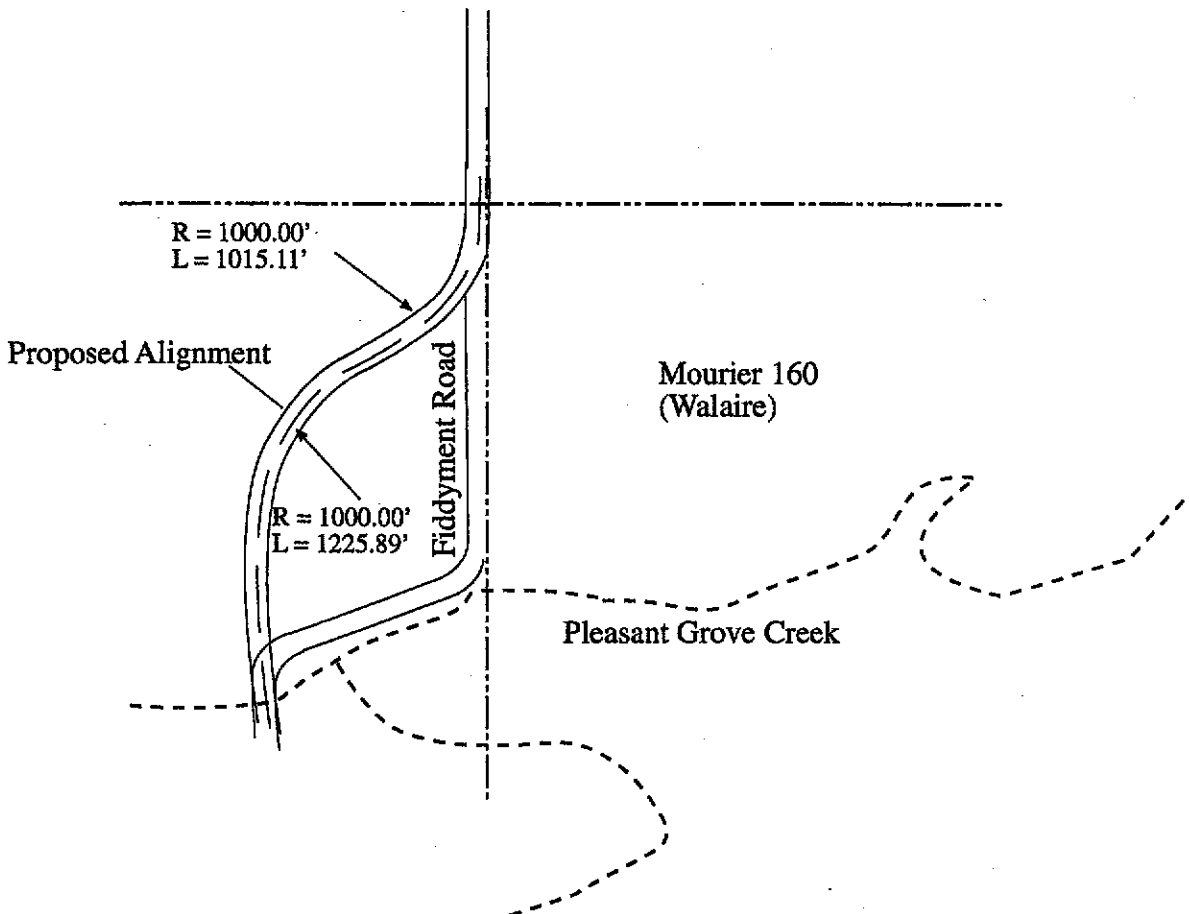 R = 1000.00'
L = 1015.11'
Proposed Alignment
Fiddyment Road
Mourier 160
(Walaire)
R = 1000.00'
L = 1225.89'
Pleasant Grove Creek